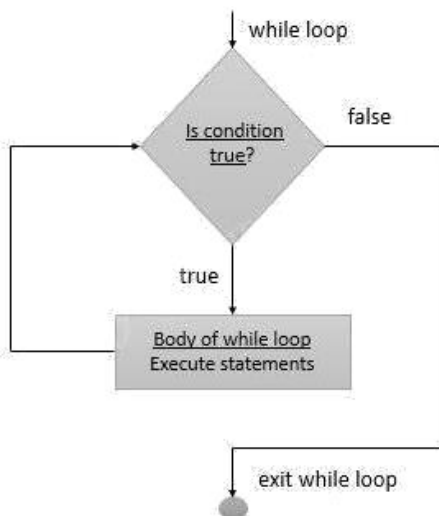 while loop
Is condition
true?
false
true
Body of while loop
Execute statements
exit while loop